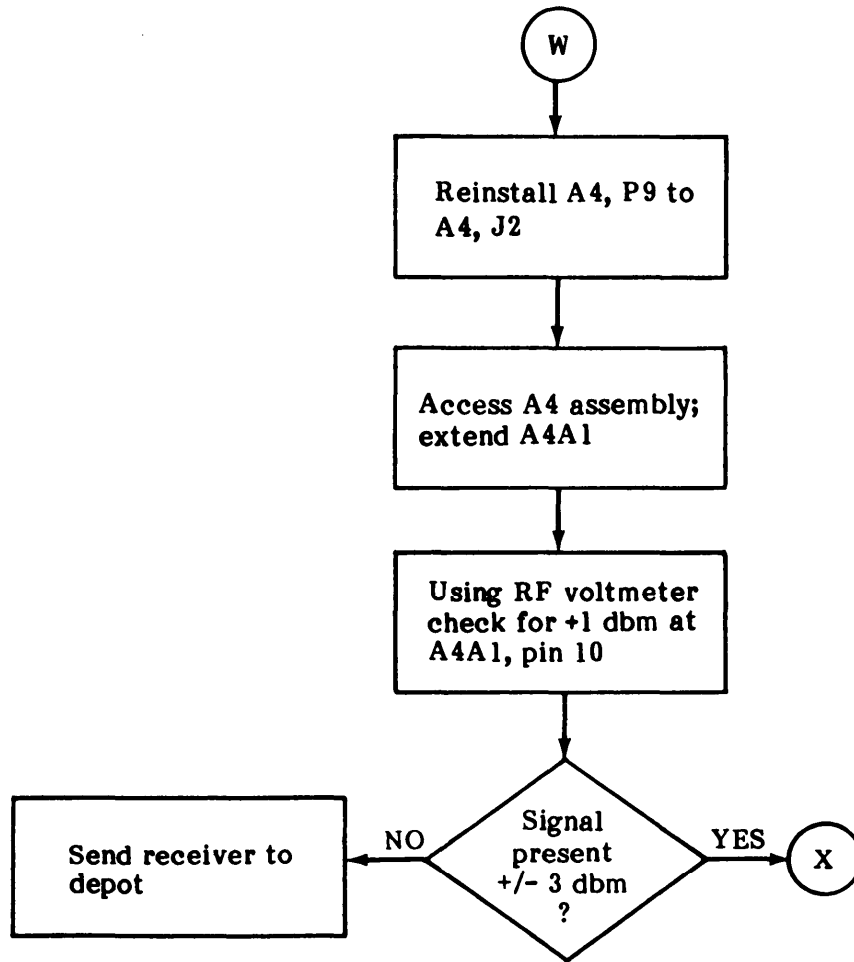 W
Reinstall A4, P9 to
A4, J2
Access A4 assembly;
extend A4A1
Using RF voltmeter
check for +1 dbm at
A4A1, pin 10
Signal
present
+/- 3 dbm
?
NO
YES
Send receiver to
depot
X